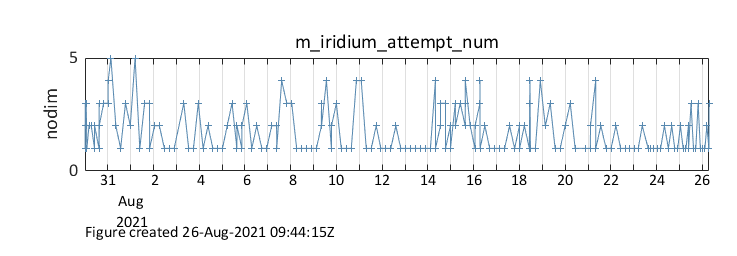 m_iridium_attempt_num
5
nodim
0
31 2 4 6 8 10 12 14 16 18 20 22 24 26
Aug
2021
Figure created 26-Aug-2021 09:44:15Z